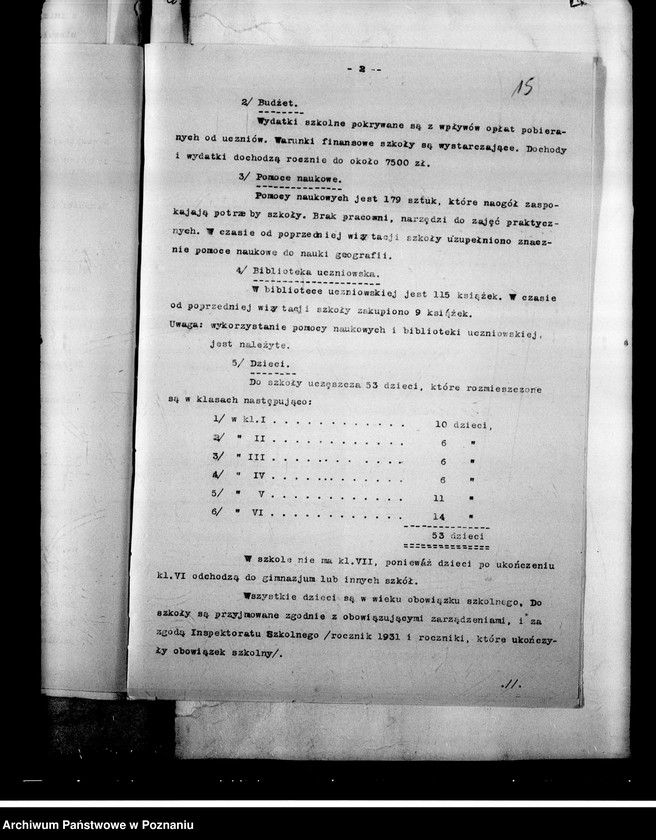 - 2 --
15
2/ Budżet.
Wydatki szkolne pokrywane są z wpływów opłat pobiera-
nych od uczniów. Warunki finansowe szkoły są wystarczające. Dochody
i wydatki dochodzą rocznie do około 7500 zł.
3/ Pomoce naukowe.
Pomocy naukowych jest 179 sztuk, które naogół zaspo-
kajają potrzeby szkoły. Brak pracowni, narzędzi do zajęć praktycz-
nych. W czasie od poprzedniej wizytacji szkoły uzupełniono znacz-
nie pomoce naukowe do nauki geografii.
4/ Biblioteka uczniowska.
W bibliotece uczniowskiej jest 115 książek. W czasie
od poprzedniej wizytacji szkoły zakupiono 9 książek.
Uwaga: wykorzystanie pomocy naukowych i biblioteki uczniowskiej,
jest należyte.
5/ Dzieci.
Do szkoły uczęszcza 53 dzieci, które rozmieszczone
są w klasach następująco:
1/ w kl.I . . . . . . . . . . . . 10 dzieci,
2/ " II . . . . . . . . . . . . 6 "
3/ " III . . . . . . . . . . . . 6 "
4/ " IV . . . . . . . . . . . . 6 "
5/ " V . . . . . . . . . . . . 11 "
6/ " VI . . . . . . . . . . . . 14 "
53 dzieci
W szkole nie ma kl.VII, ponieważ dzieci po ukończeniu
kl.VI odchodzą do gimnazjum lub innych szkół.
Wszystkie dzieci są w wieku obowiązku szkolnego. Do
szkoły są przyjmowane zgodnie z obowiązującymi zarządzeniami, i za
zgodą Inspektoratu Szkolnego /rocznik 1931 i roczniki, które ukończy-
ły obowiązek szkolny/.
.//.
Archiwum Państwowe w Poznaniu